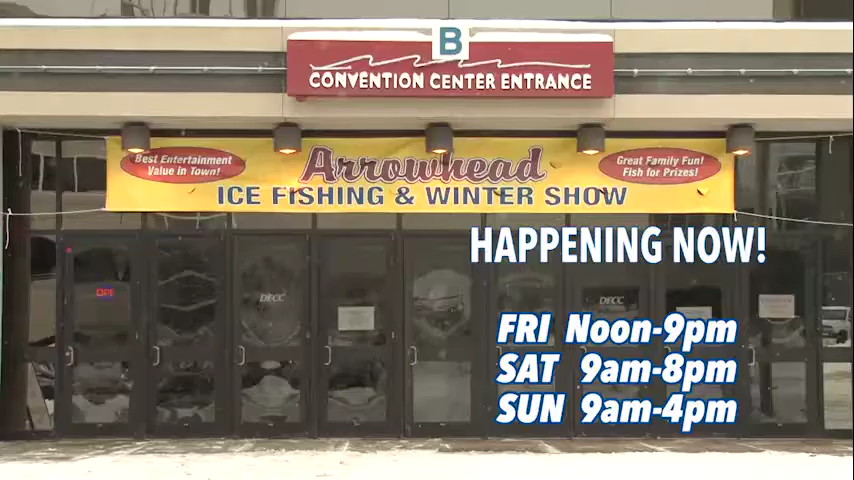 B
CONVENTION CENTER ENTRANCE
Best Entertainment
Value in Town!
Arrowhead
ICE FISHING & WINTER SHOW
Great Family Fun!
Fish for Prizes!
HAPPENING NOW!
DECC
DECC
FRI Noon-9pm
SAT 9am-8pm
SUN 9am-4pm